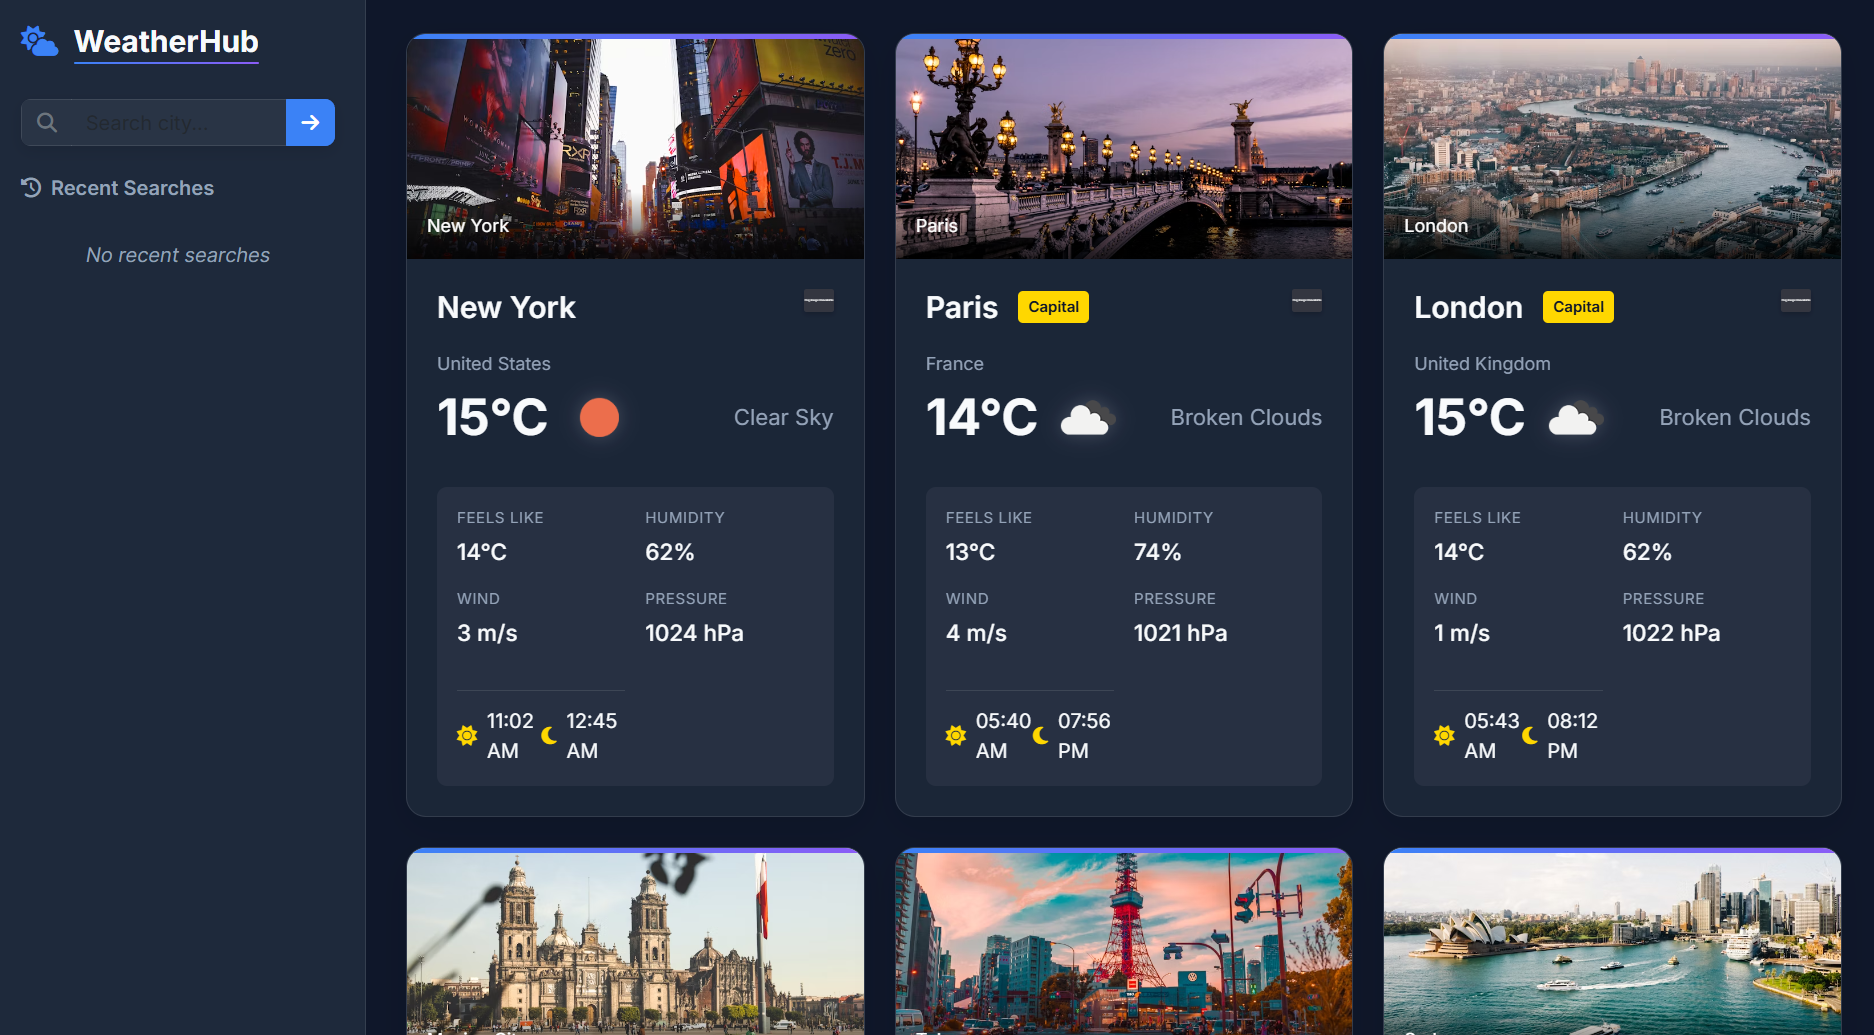 WeatherHub
Search city...
Recent Searches
No recent searches
zero
RXR
T.J.M
New York
Paris
London
New York
United States
15°C
Clear Sky
FEELS LIKE
HUMIDITY
14°C
62%
WIND
PRESSURE
3 m/s
1024 hPa
11:02
AM
12:45
AM
Paris
Capital
France
14°C
Broken Clouds
FEELS LIKE
HUMIDITY
13°C
74%
WIND
PRESSURE
4 m/s
1021 hPa
05:40
AM
07:56
PM
London
Capital
United Kingdom
15°C
Broken Clouds
FEELS LIKE
HUMIDITY
14°C
62%
WIND
PRESSURE
1 m/s
1022 hPa
05:43
AM
08:12
PM